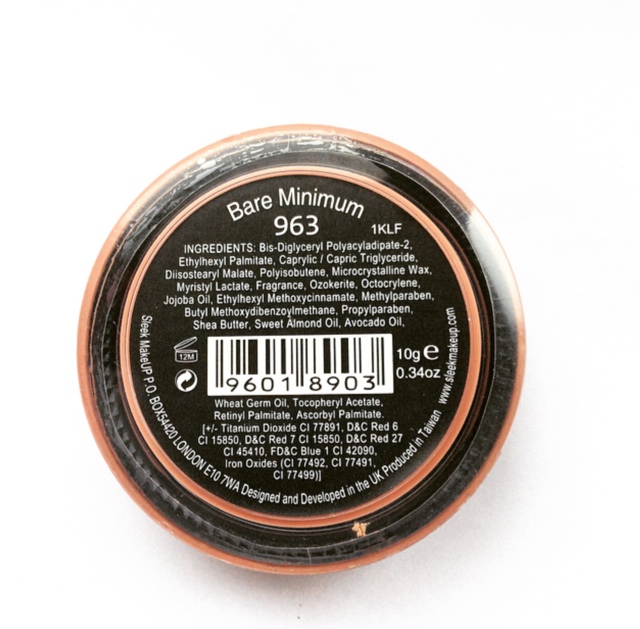 Bare Minimum
963
1KLF
INGREDIENTS: Bis-Diglyceryl Polyacyladipate-2,
Ethylhexyl Palmitate, Caprylic / Capric Triglyceride,
Diisostearyl Malate, Polyisobutene, Microcrystalline Wax,
Myristyl Lactate, Fragrance, Ozokerite, Octocrylene,
Jojoba Oil, Ethylhexyl Methoxycinnamate, Methylparaben,
Butyl Methoxydibenzoylmethane, Propylparaben,
Shea Butter, Sweet Almond Oil, Avocado Oil,
12M
9601 8903
10g e
0.34oz
Wheat Germ Oil, Tocopheryl Acetate,
Retinyl Palmitate, Ascorbyl Palmitate.
[+/- Titanium Dioxide CI 77891, D&C Red 6
CI 15850, D&C Red 7 CI 15850, D&C Red 27
CI 45410, FD&C Blue 1 CI 42090,
Iron Oxides (CI 77492, CI 77491,
CI 77499)]
Sleek MakeUP P.O. BOX54420 LONDON E10 7WA Designed and Developed in the UK Produced in Taiwan www.sleekmakeup.com